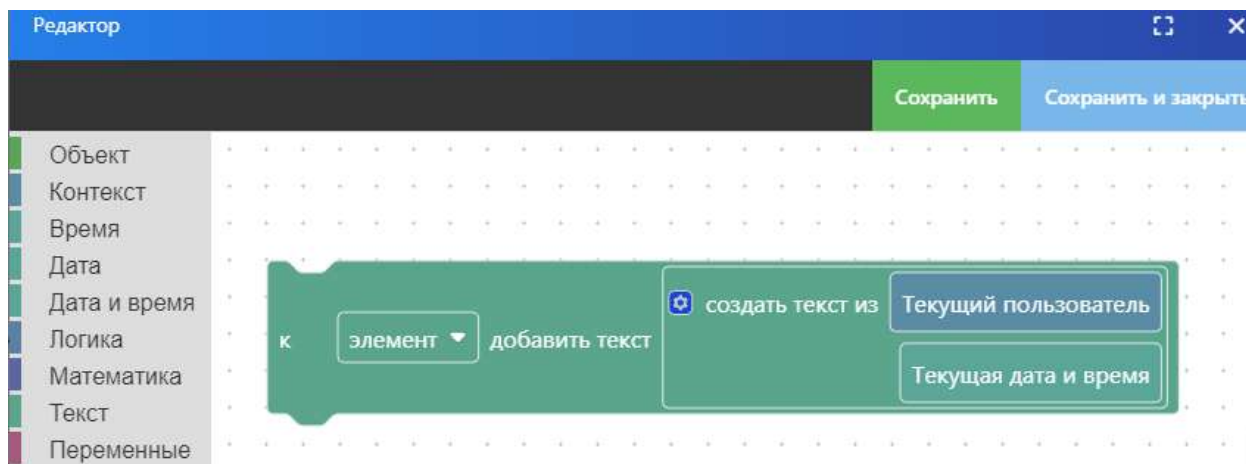 Редактор
Сохранить
Сохранить и закрыть
Объект
Контекст
Время
Дата
Дата и время
Логика
Математика
Текст
Переменные
к элемент добавить текст создать текст из Текущий пользователь
Текущая дата и время